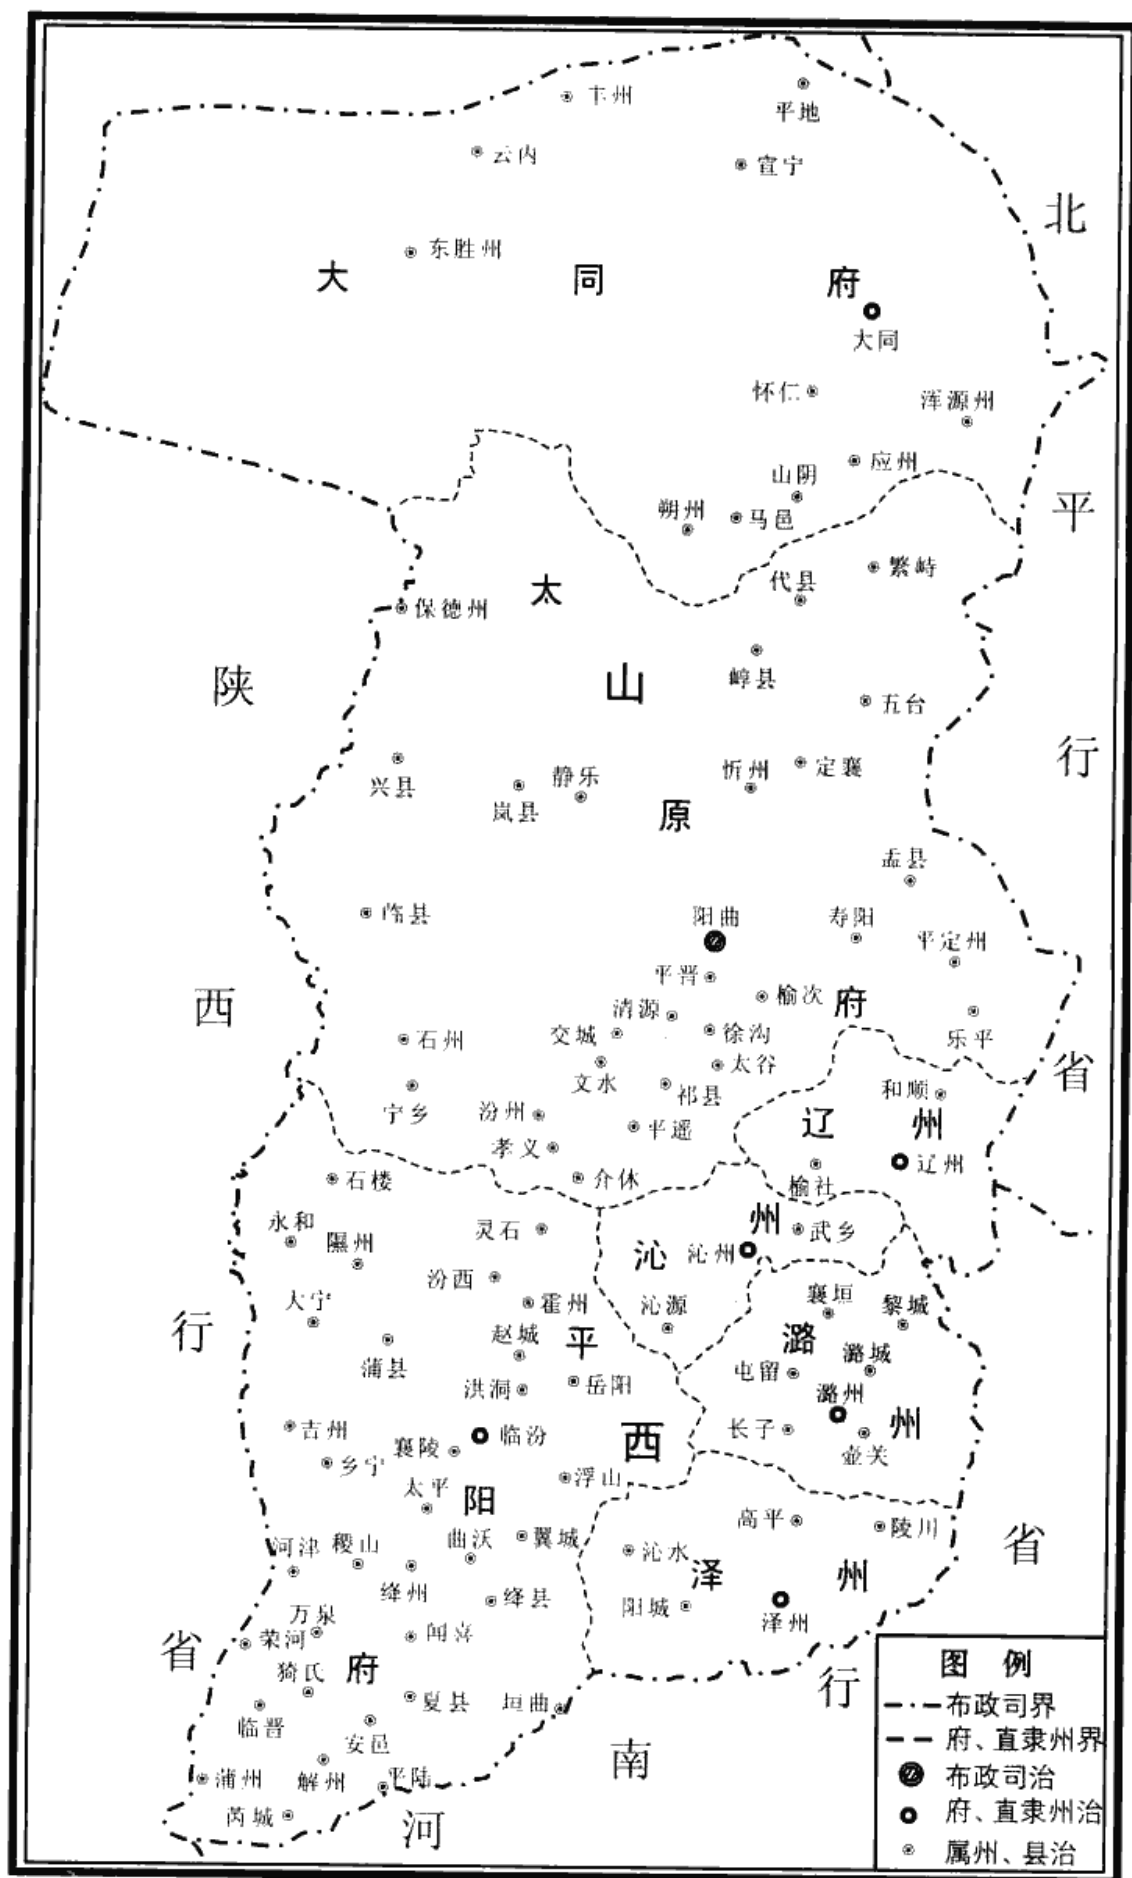 丰州
平地
云内
宣宁
北
东胜州
大同府
大同
怀仁
浑源州
应州
山阴
朔州
马邑
平
繁峙
代县
太
保德州
崞县
山
陕
五台
行
定襄
忻州
静乐
兴县
岚县
原
盂县
临县
阳曲
寿阳
平定州
平晋
榆次
府
西
清源
交城
徐沟
乐平
石州
太谷
省
文水
祁县
和顺
宁乡
汾州
平遥
辽州
孝义
辽州
石楼
介休
榆社
永和
隰州
灵石
州
武乡
沁
沁州
汾西
大宁
霍州
沁源
襄垣
黎城
行
赵城
平
潞
蒲县
潞城
洪洞
岳阳
屯留
潞州
吉州
临汾
西
长子
州
襄陵
壶关
乡宁
浮山
太平
阳
高平
陵川
河津
稷山
曲沃
翼城
沁水
省
绛州
泽州
绛县
阳城
泽州
万泉
荣河
闻喜
省
猗氏
府
行
夏县
垣曲
临晋
安邑
南
蒲州
解州
平陆
芮城
河
图例
布政司界
府、直隶州界
布政司治
府、直隶州治
属州、县治